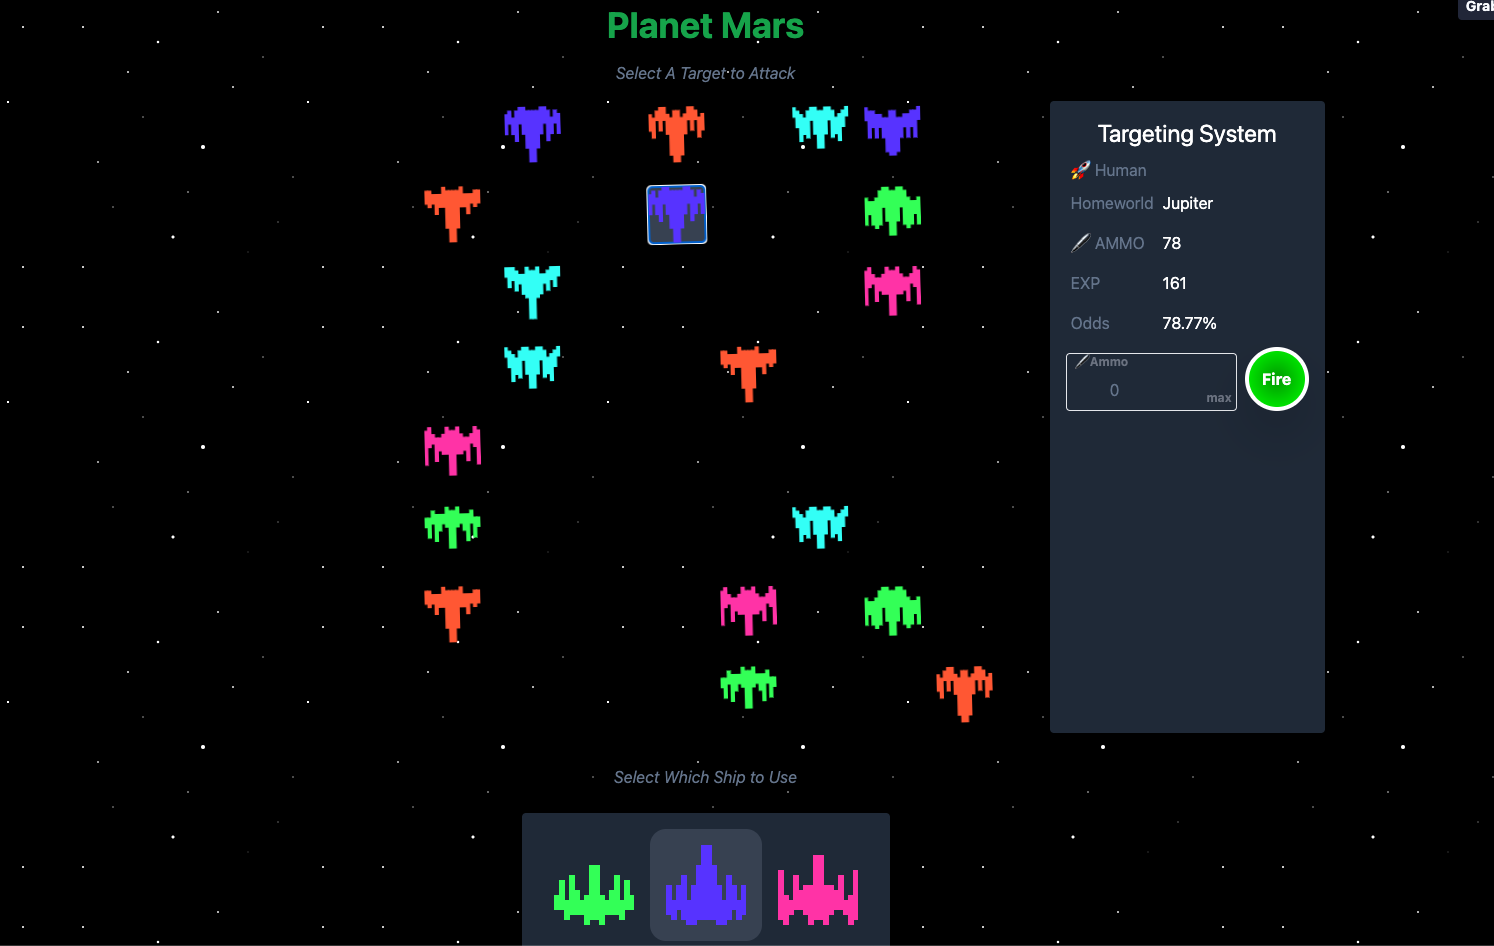 Planet Mars
Grab
Select A Target to Attack
Targeting System
🚀 Human
Homeworld Jupiter
AMMO 78
EXP 161
Odds 78.77%
Ammo
0
max
Fire
Select Which Ship to Use